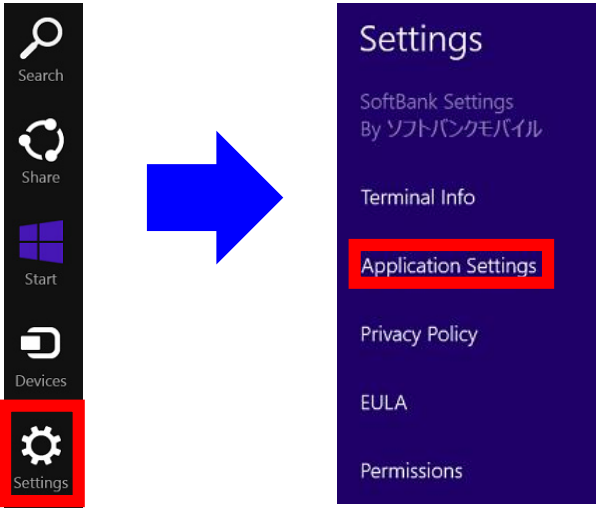 Search
Share
Start
Devices
Settings
Settings
SoftBank Settings
By ソフトバンクモバイル
Terminal Info
Application Settings
Privacy Policy
EULA
Permissions